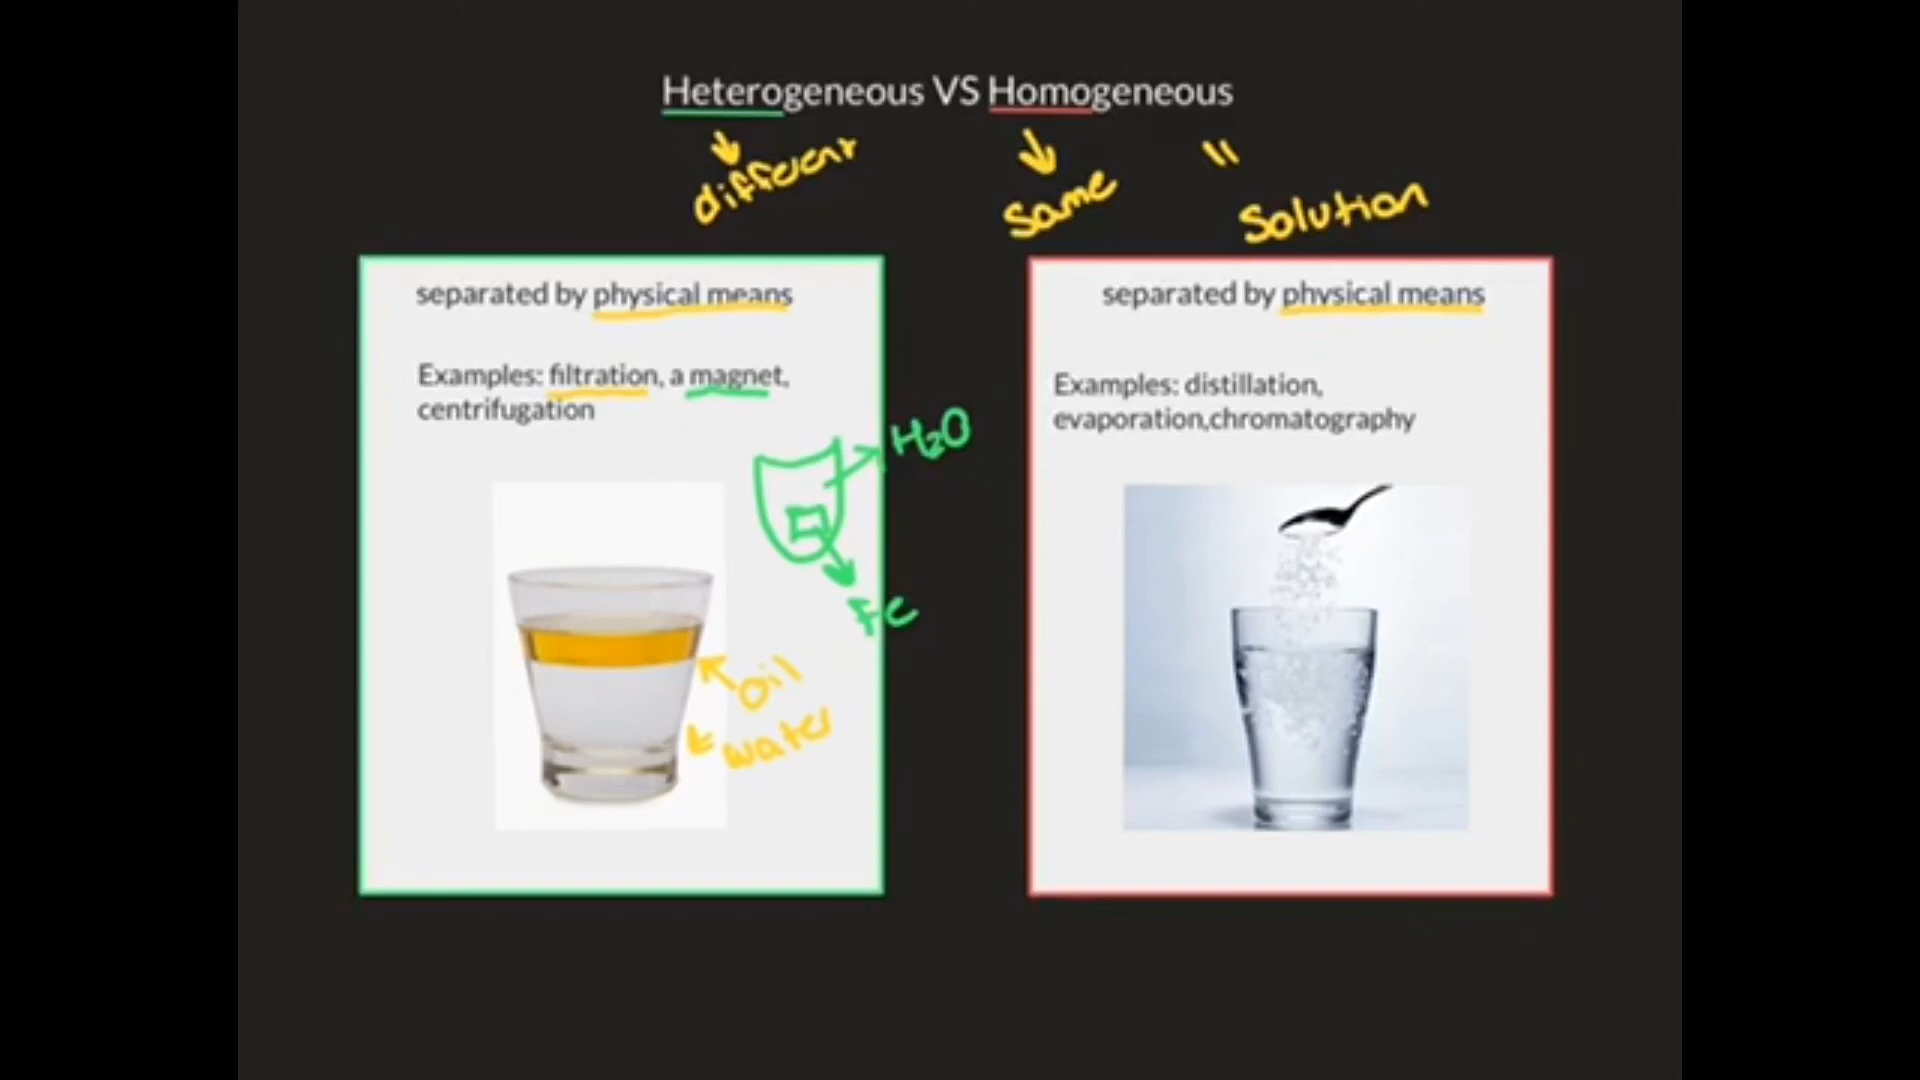 Heterogeneous VS Homogeneous
different
Same
"
Solution
separated by physical means
Examples: filtration, a magnet,
centrifugation
H₂O
Fe
Oil
water
separated by physical means
Examples: distillation,
evaporation,chromatography